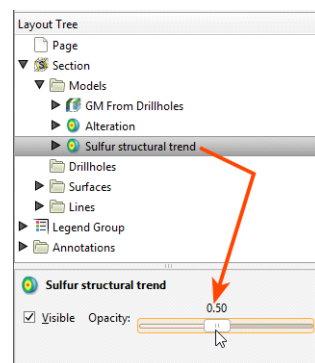 Layout Tree
Page
Section
Models
GM From Drillholes
Alteration
Sulfur structural trend
Drillholes
Surfaces
Lines
Legend Group
Annotations
Sulfur structural trend
0.50
Visible Opacity: